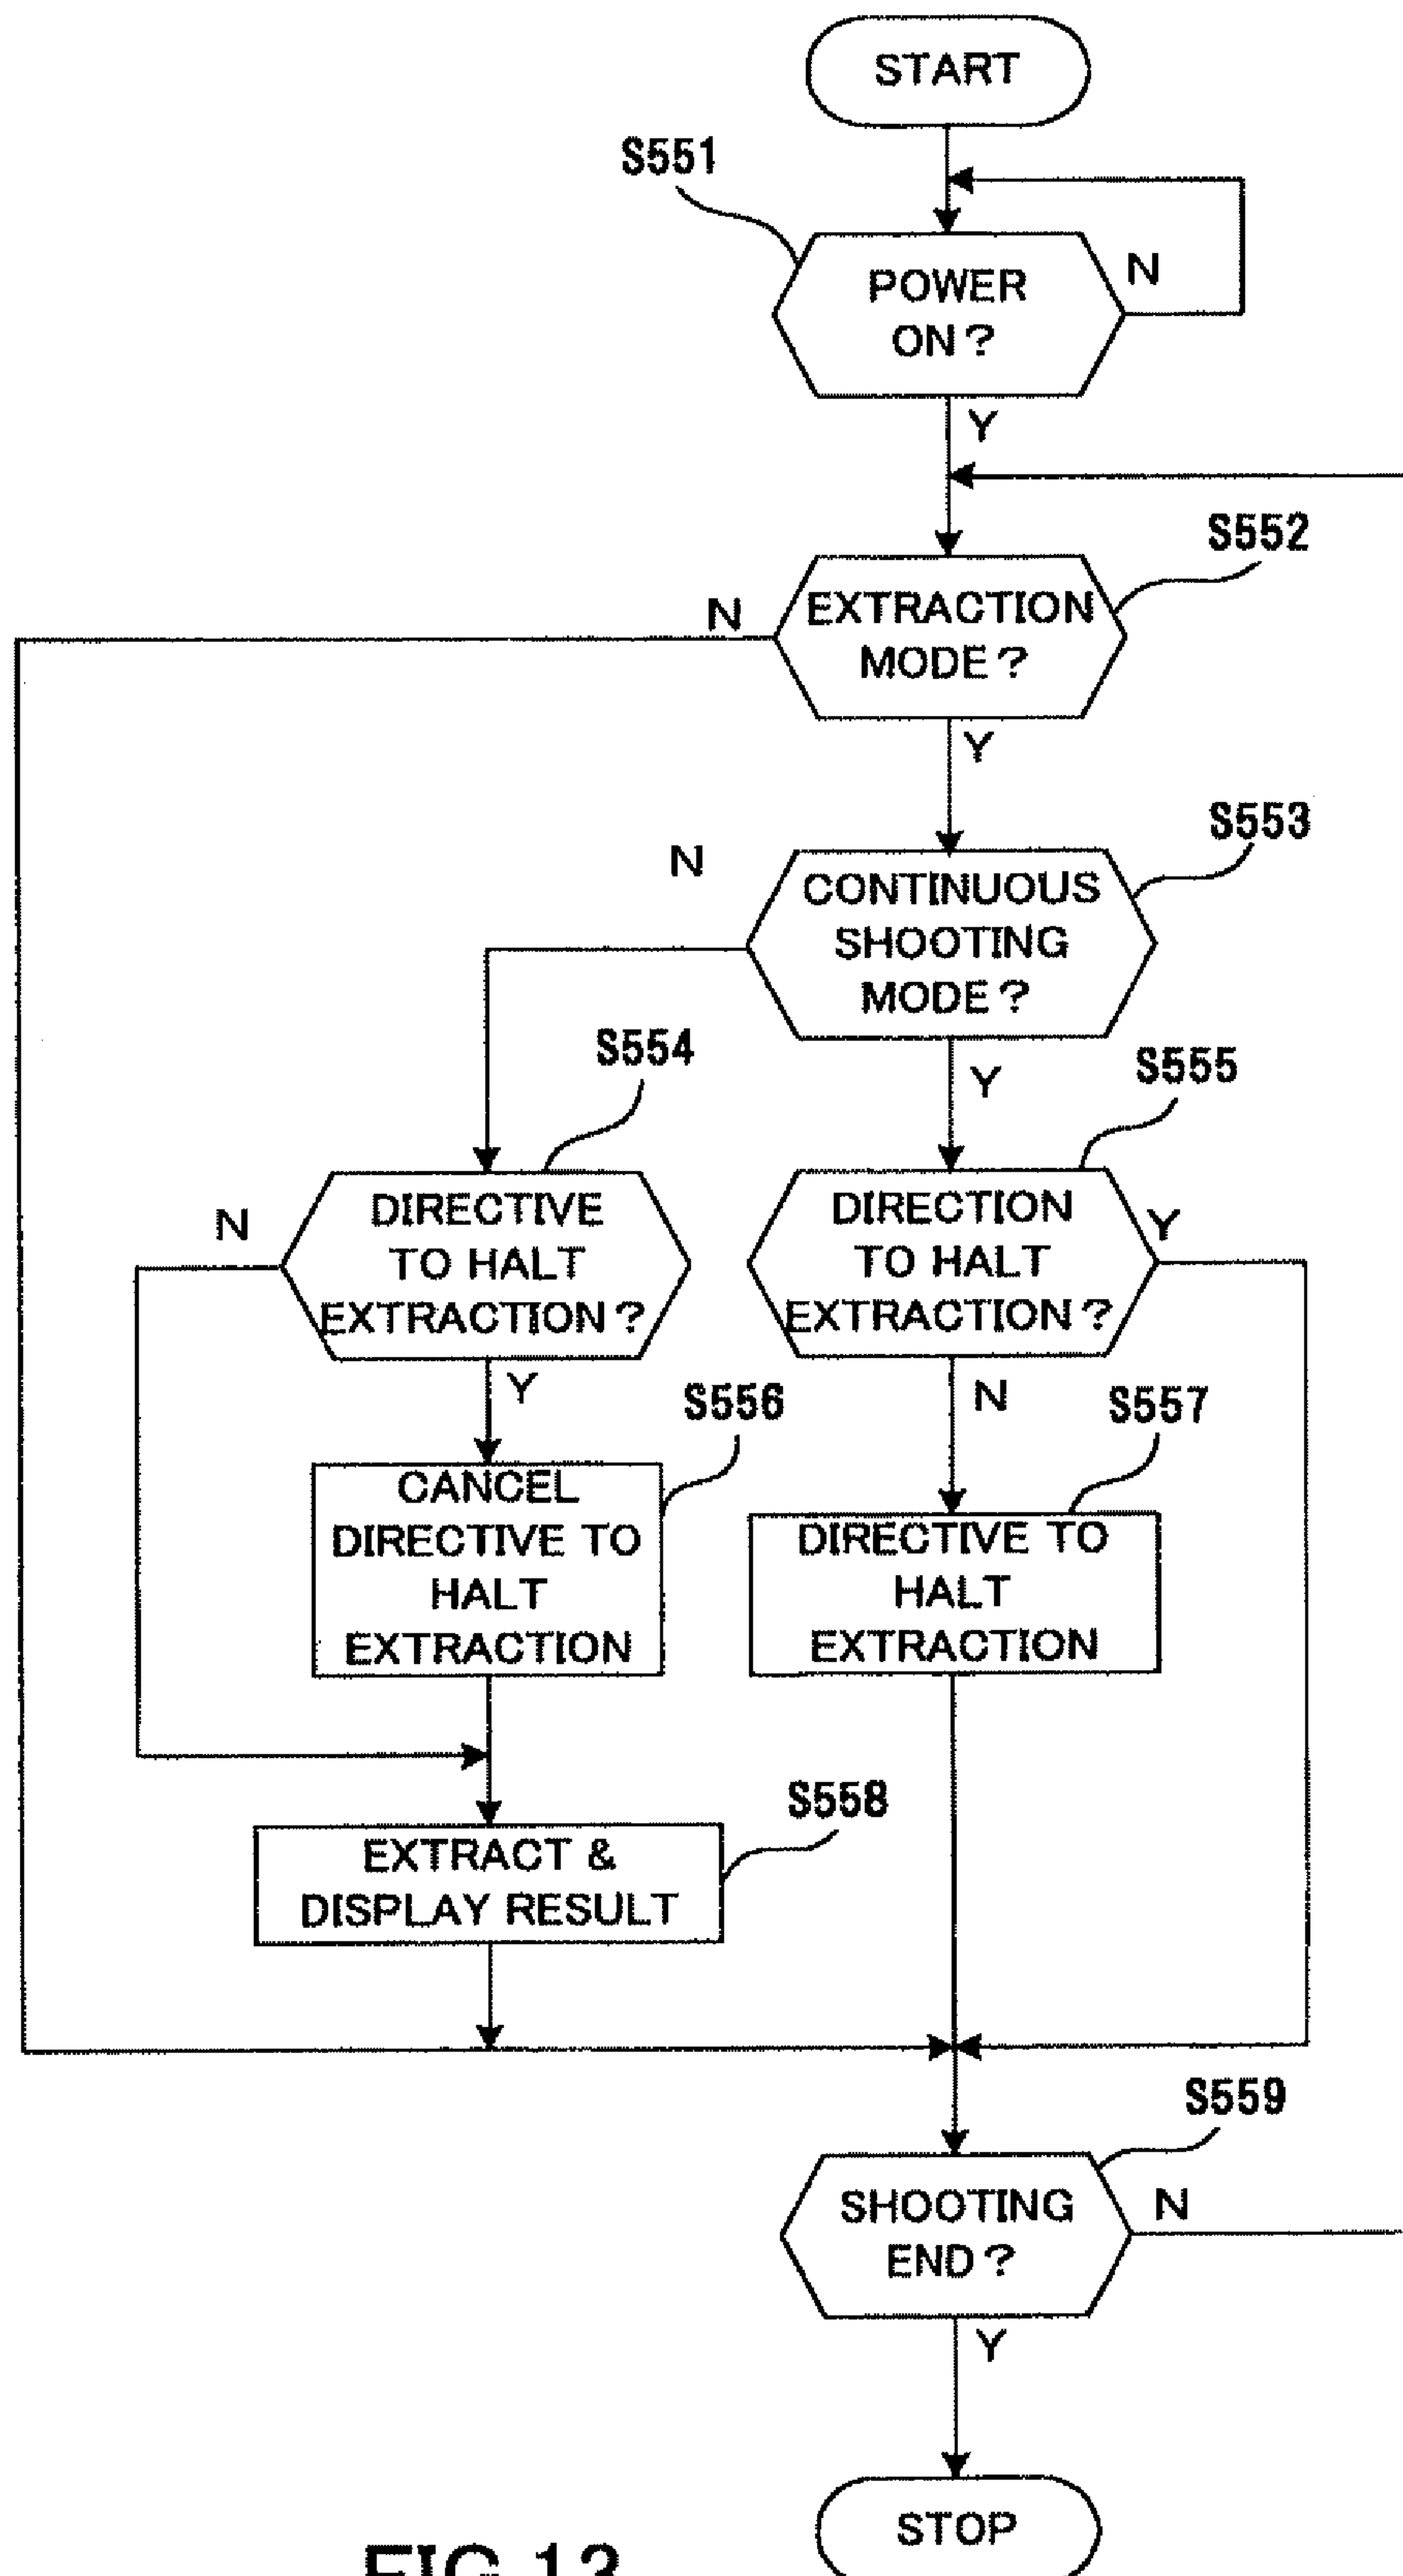 START
S551
POWER
ON?
N
Y
S552
EXTRACTION
MODE?
N
Y
S553
CONTINUOUS
SHOOTING
MODE?
N
Y
S554
DIRECTIVE
TO HALT
EXTRACTION?
N
Y
S555
DIRECTION
TO HALT
EXTRACTION?
Y
N
S556
CANCEL
DIRECTIVE TO
HALT
EXTRACTION
S557
DIRECTIVE TO
HALT
EXTRACTION
S558
EXTRACT &
DISPLAY RESULT
S559
SHOOTING
END?
N
Y
STOP
FIG.13